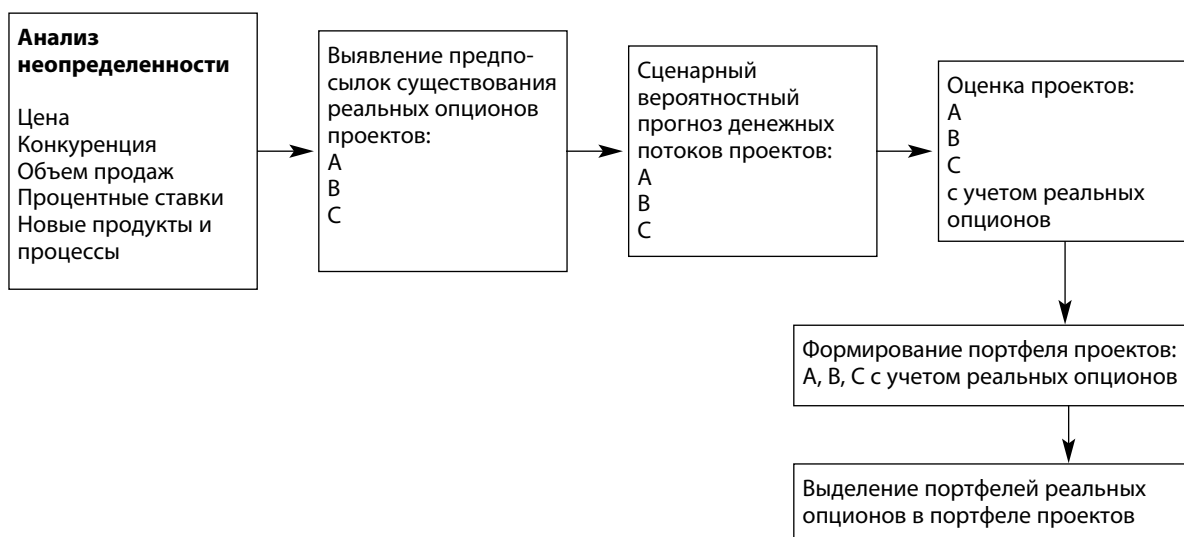 Анализ
неопределенности
Цена
Конкуренция
Объем продаж
Процентные ставки
Новые продукты и
процессы
Выявление предпо-
сылок существования
реальных опционов
проектов:
А
В
С
Сценарный
вероятностный
прогноз денежных
потоков проектов:
А
В
С
Оценка проектов:
А
В
С
с учетом реальных
опционов
Формирование портфеля проектов:
А, В, С с учетом реальных опционов
Выделение портфелей реальных
опционов в портфеле проектов